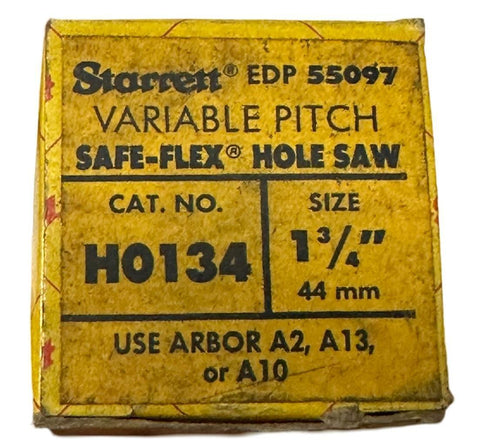 Starrett® EDP 55097
VARIABLE PITCH
SAFE-FLEX® HOLE SAW
CAT. NO.
H0134
SIZE
1 3/4"
44 mm
USE ARBOR A2, A13,
or A10